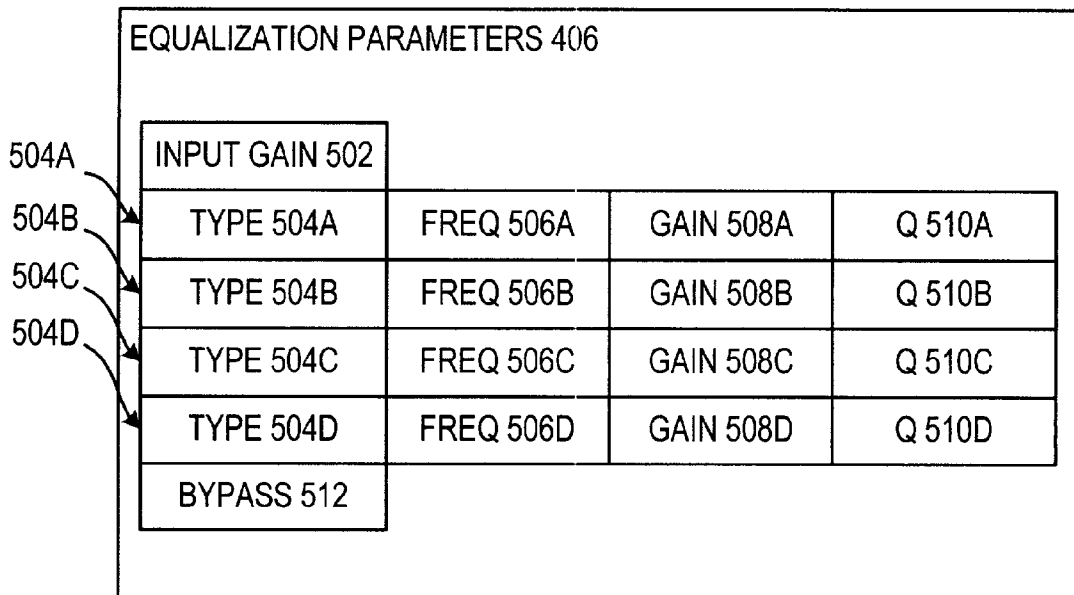 EQUALIZATION PARAMETERS 406
INPUT GAIN 502
504A
TYPE 504A FREQ 506A GAIN 508A Q 510A
504B
TYPE 504B FREQ 506B GAIN 508B Q 510B
504C
TYPE 504C FREQ 506C GAIN 508C Q 510C
504D
TYPE 504D FREQ 506D GAIN 508D Q 510D
BYPASS 512